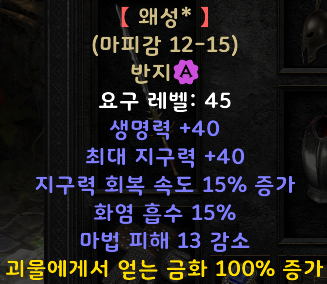 【 왜성* 】
(마피감 12-15)
반지 A
요구 레벨: 45
생명력 +40
최대 지구력 +40
지구력 회복 속도 15% 증가
화염 흡수 15%
마법 피해 13 감소
괴물에게서 얻는 금화 100% 증가